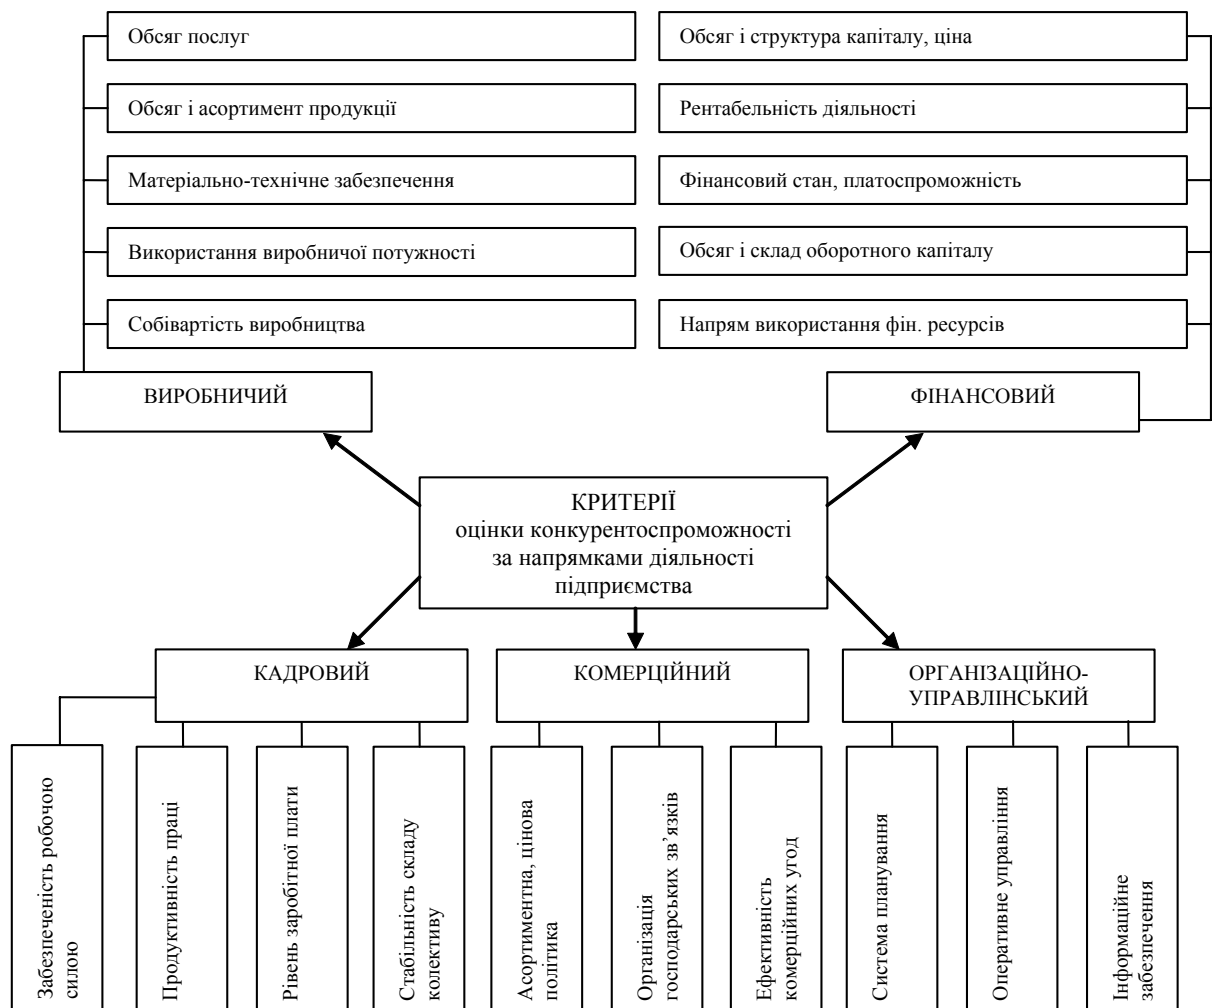 Обсяг послуг
Обсяг і асортимент продукції
Матеріально-технічне забезпечення
Використання виробничої потужності
Собівартість виробництва
ВИРОБНИЧИЙ
Обсяг і структура капіталу, ціна
Рентабельність діяльності
Фінансовий стан, платоспроможність
Обсяг і склад оборотного капіталу
Напрям використання фін. ресурсів
ФІНАНСОВИЙ
КРИТЕРІЇ
оцінки конкурентоспроможності
за напрямками діяльності
підприємства
КАДРОВИЙ
КОМЕРЦІЙНИЙ
ОРГАНІЗАЦІЙНО-
УПРАВЛІНСЬКИЙ
Забезпеченість робочою
силою
Продуктивність праці
Рівень заробітної плати
Стабільність складу
колективу
Асортиментна, цінова
політика
Організація
господарських зв’язків
Ефективність
комерційних угод
Система планування
Оперативне управління
Інформаційне
забезпечення